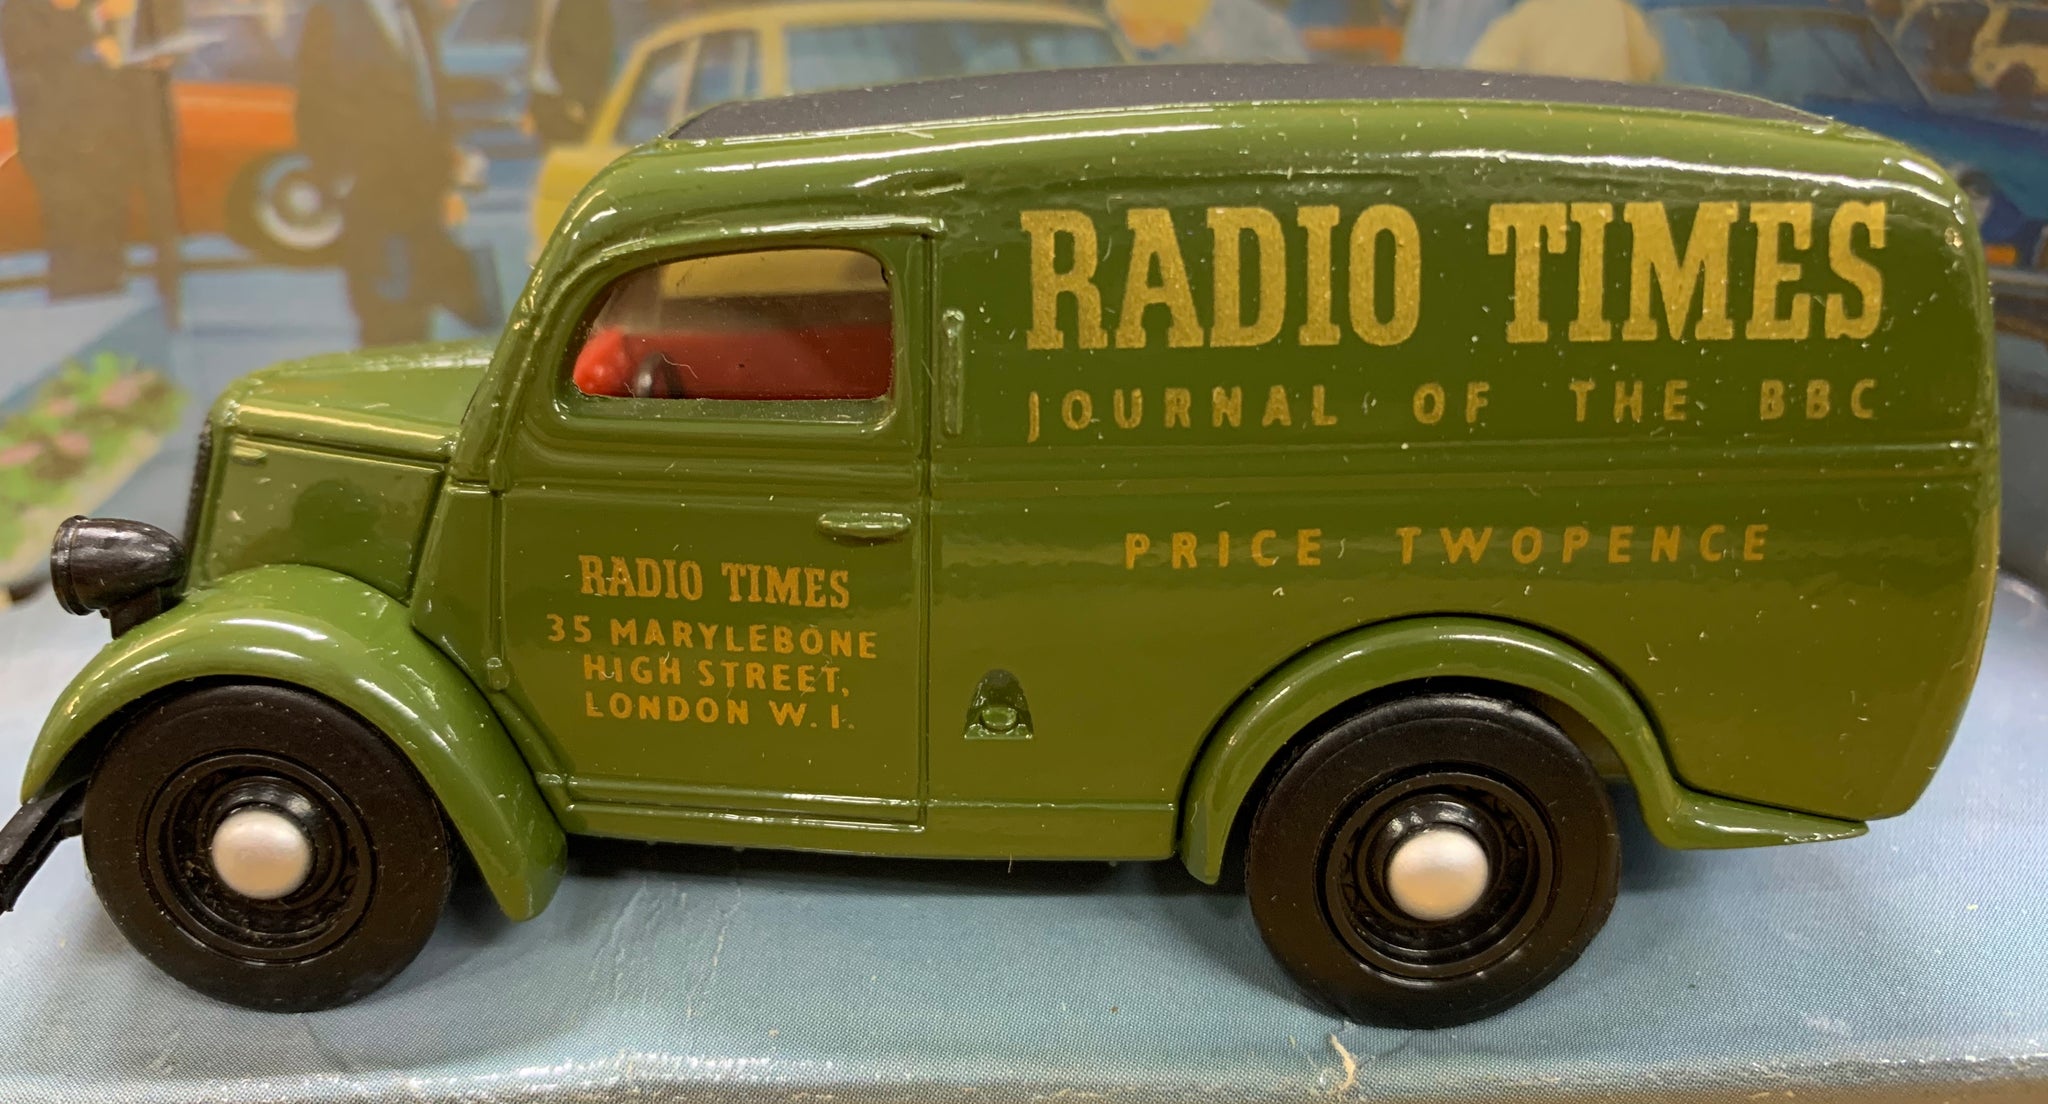 RADIO TIMES
JOURNAL OF THE BBC
PRICE TWOPENCE
RADIO TIMES
35 MARYLEBONE
HIGH STREET,
LONDON W.1.